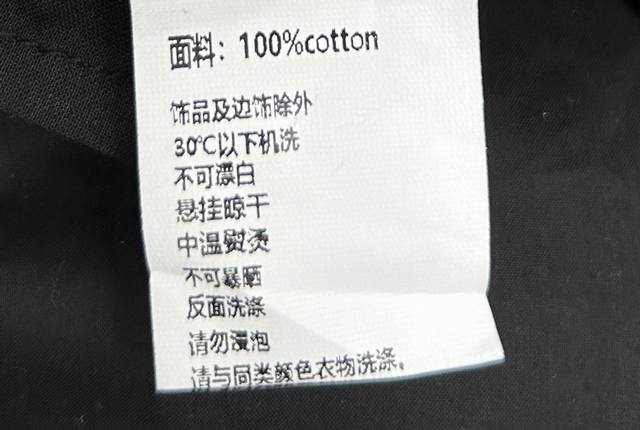 面料：100%cotton
饰品及边饰除外
30℃以下机洗
不可漂白
悬挂晾干
中温熨烫
不可暴晒
反面洗涤
请勿浸泡
请与同类颜色衣物洗涤。